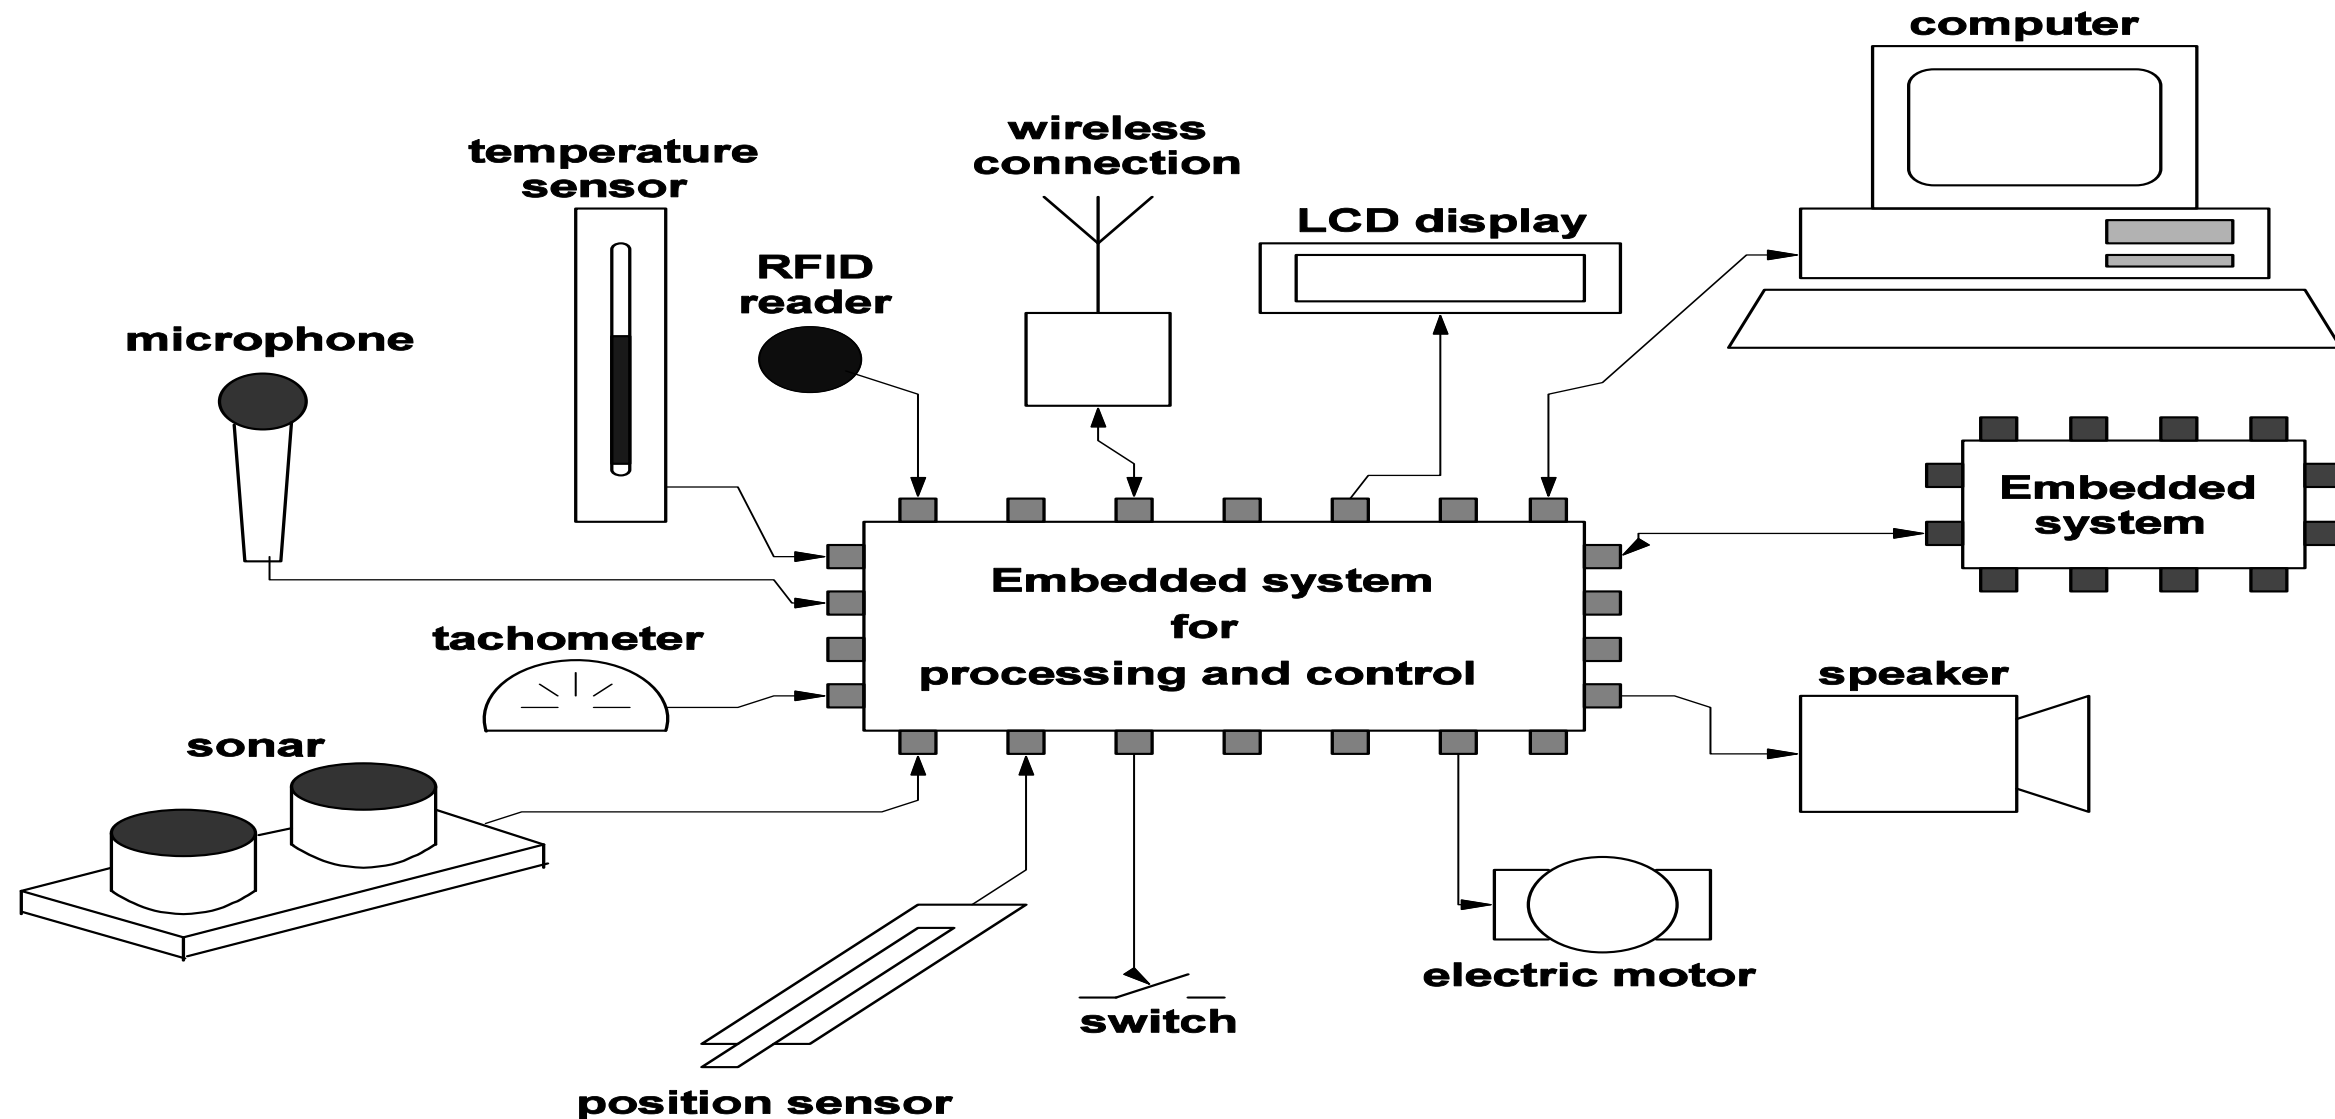 computer
wireless
connection
temperature
sensor
LCD display
RFID
reader
microphone
Embedded
system
Embedded system
for
processing and control
tachometer
speaker
sonar
electric motor
switch
position sensor